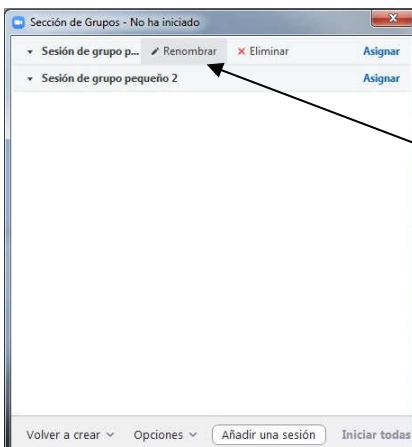 Sección de Grupos - No ha iniciado
Sesión de grupo p... Renombrar Eliminar Asignar
Sesión de grupo pequeño 2 Asignar
Volver a crear Opciones Añadir una sesión Iniciar todas